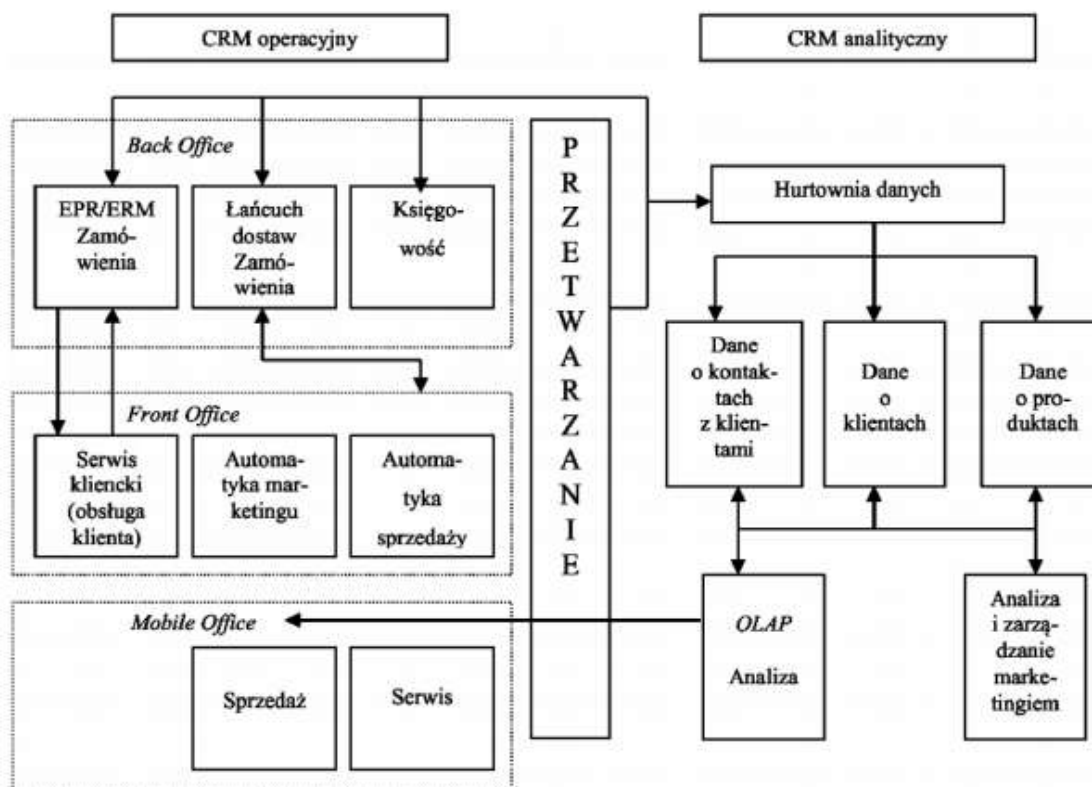 CRM operacyjny
CRM analityczny
Back Office
EPR/ERM
Zamó-
wienia
Łańcuch
dostaw
Zamó-
wienia
Księgo-
wość
PRZETWARZANIE
Hurtownia danych
Dane
o kontak-
tach
z klien-
tami
Dane
o
klientach
Dane
o pro-
duktach
Front Office
Serwis
kliencki
(obsługa
klienta)
Automa-
tyka mar-
ketingu
Automa-
tyka
sprzedaży
Mobile Office
Sprzedaż
Serwis
OLAP
Analiza
Analiza
i zarzą-
dzanie
marke-
tingiem